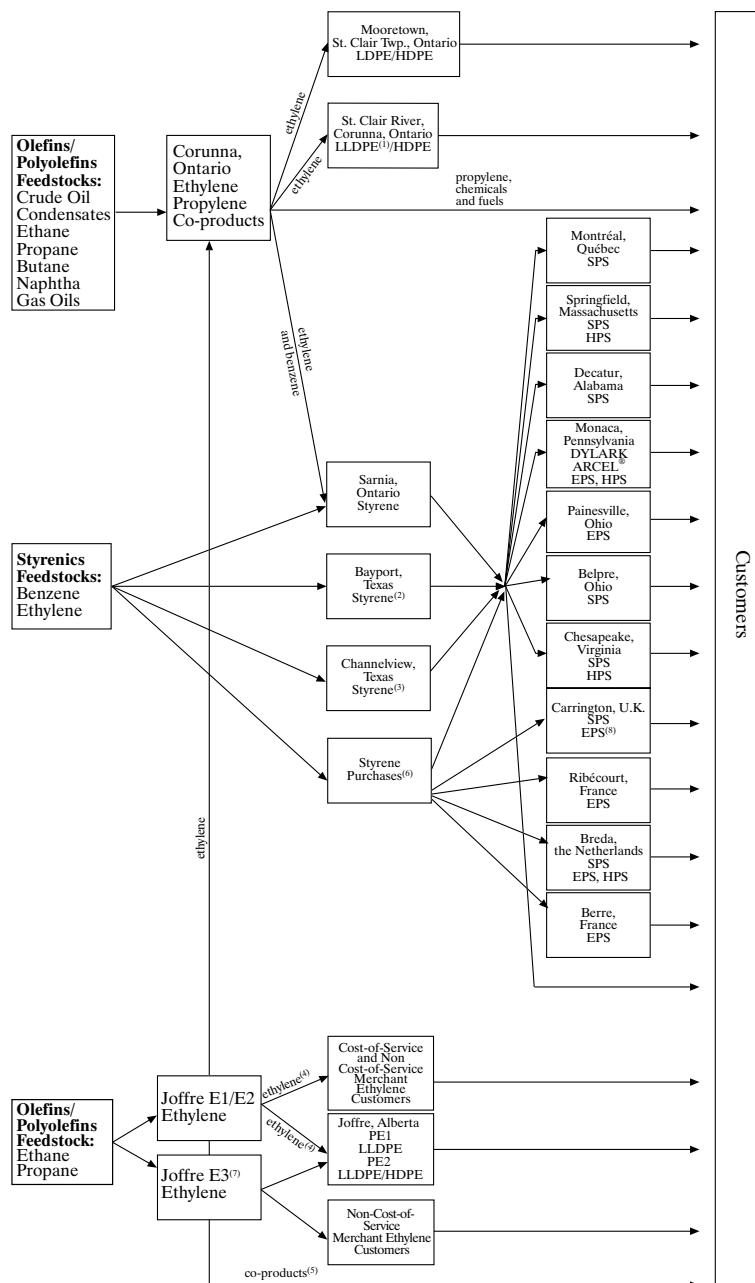 Mooretown,
St. Clair Twp., Ontario
LDPE/HDPE
ethylene
St. Clair River,
Corunna, Ontario
LLDPE(1)/HDPE
ethylene
Olefins/
Polyolefins
Feedstocks:
Crude Oil
Condensates
Ethane
Propane
Butane
Naphtha
Gas Oils
Corunna,
Ontario
Ethylene
Propylene
Co-products
propylene,
chemicals
and fuels
Montréal,
Québec
SPS
Springfield,
Massachusetts
SPS
HPS
ethylene
and benzene
Decatur,
Alabama
SPS
Monaca,
Pennsylvania
DYLARK
ARCEL®
EPS, HPS
Sarnia,
Ontario
Styrene
Painesville,
Ohio
EPS
Styrenics
Feedstocks:
Benzene
Ethylene
Bayport,
Texas
Styrene(2)
Belpre,
Ohio
SPS
Customers
Channelview,
Texas
Styrene(3)
Chesapeake,
Virginia
SPS
HPS
Carrington, U.K.
SPS
EPS(8)
Styrene
Purchases(6)
Ribécourt,
France
EPS
ethylene
Breda,
the Netherlands
SPS
EPS, HPS
Berre,
France
EPS
Olefins/
Polyolefins
Feedstock:
Ethane
Propane
Joffre E1/E2
Ethylene
ethylene(4)
Cost-of-Service
and Non
Cost-of-Service
Merchant
Ethylene
Customers
ethylene(4)
Joffre, Alberta
PE1
LLDPE
PE2
LLDPE/HDPE
Joffre E3(7)
Ethylene
Non-Cost-of-
Service
Merchant Ethylene
Customers
co-products(5)